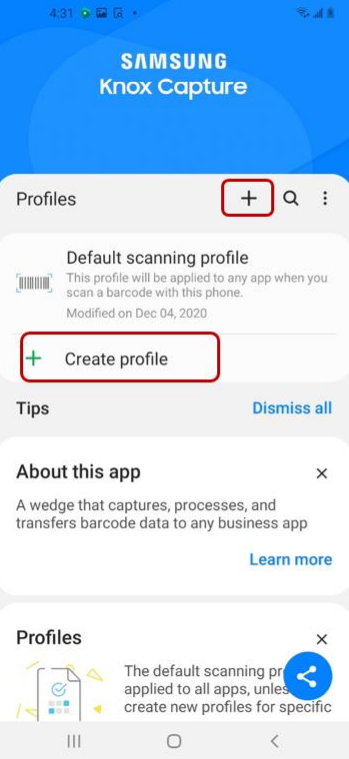 4:31
SAMSUNG
Knox Capture
Profiles
Default scanning profile
This profile will be applied to any app when you
scan a barcode with this phone.
Modified on Dec 04, 2020
Create profile
Tips
Dismiss all
About this app
A wedge that captures, processes, and
transfers barcode data to any business app
Learn more
Profiles
The default scanning pr
applied to all apps, unles
create new profiles for specific